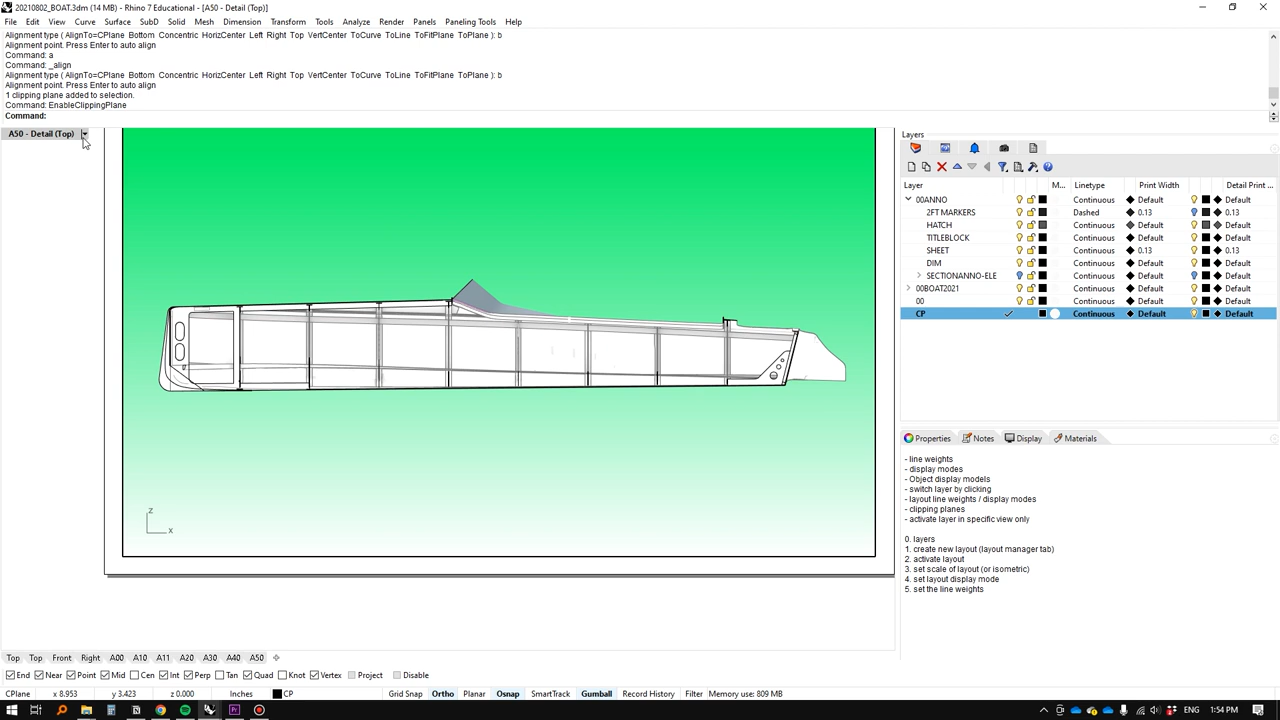 20210802_BOAT.3dm (14 MB) - Rhino 7 Educational - [A50 - Detail (Top)]
File Edit View Curve Surface SubD Solid Mesh Dimension Transform Tools Analyze Render Panels Paneling Tools Help
Alignment type ( AlignTo=CPlane Bottom Concentric HorizCenter Left Right Top VertCenter ToCurve ToLine ToFitPlane ToPlane ): b
Alignment point. Press Enter to auto align
Command: a
Command: _align
Alignment type ( AlignTo=CPlane Bottom Concentric HorizCenter Left Right Top VertCenter ToCurve ToLine ToFitPlane ToPlane ): b
Alignment point. Press Enter to auto align
1 clipping plane added to selection.
Command: EnableClippingPlane
Command:
A50 - Detail (Top)
Layers
Layer M... Linetype Print Width Detail Print ...
00ANNO Continuous Default Default
2FT MARKERS Dashed 0.13 0.13
HATCH Continuous Default Default
TITLEBLOCK Continuous Default Default
SHEET Continuous 0.13 0.13
DIM Continuous Default Default
SECTIONANNO-ELE Continuous Default Default
00BOAT2021 Continuous Default Default
00 Continuous Default Default
CP Continuous Default Default
Properties Notes Display Materials
- line weights
- display modes
- Object display models
- switch layer by clicking
- layout line weights / display modes
- clipping planes
- activate layer in specific view only
0. layers
1. create new layout (layout manager tab)
2. activate layout
3. set scale of layout (or isometric)
4. set layout display mode
5. set the line weights
z
x
Top Top Front Right A00 A10 A11 A20 A30 A40 A50
End Near Point Mid Cen Int Perp Tan Quad Knot Vertex Project Disable
CPlane x 8.953 y 3.423 z 0.000 Inches CP Grid Snap Ortho Planar Osnap SmartTrack Gumball Record History Filter Memory use: 809 MB
ENG 1:54 PM